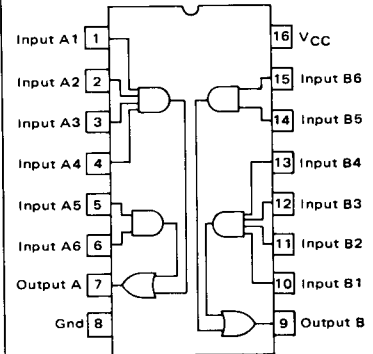 Input A1 1
16 VCC
Input A2 2
15 Input B6
Input A3 3
14 Input B5
Input A4 4
13 Input B4
Input A5 5
12 Input B3
Input A6 6
11 Input B2
Output A 7
10 Input B1
Gnd 8
9 Output B